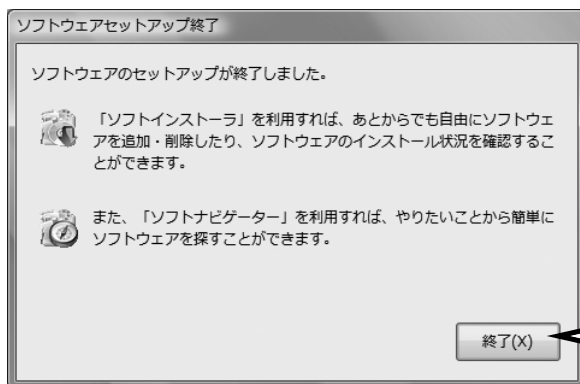 ソフトウェアセットアップ終了
ソフトウェアのセットアップが終了しました。
「ソフトインストーラ」を利用すれば、あとからでも自由にソフトウェ
アを追加・削除したり、ソフトウェアのインストール状況を確認するこ
とができます。
また、「ソフトナビゲーター」を利用すれば、やりたいことから簡単に
ソフトウェアを探すことができます。
終了(X)